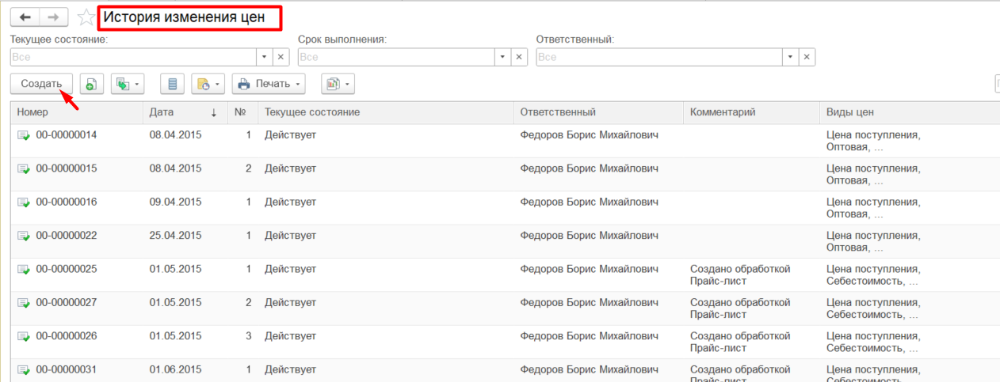 История изменения цен
Текущее состояние: Срок выполнения: Ответственный:
Все Все Все
Создать Печать
Номер Дата ↓ № Текущее состояние Ответственный Комментарий Виды цен
00-00000014 08.04.2015 1 Действует Федоров Борис Михайлович Цена поступления,
Оптовая, ...
00-00000015 08.04.2015 2 Действует Федоров Борис Михайлович Цена поступления,
Оптовая, ...
00-00000016 09.04.2015 1 Действует Федоров Борис Михайлович Цена поступления,
Оптовая, ...
00-00000022 25.04.2015 1 Действует Федоров Борис Михайлович Цена поступления,
Оптовая, ...
00-00000025 01.05.2015 1 Действует Федоров Борис Михайлович Создано обработкой Цена поступления,
Прайс-лист Себестоимость, ...
00-00000027 01.05.2015 2 Действует Федоров Борис Михайлович Создано обработкой Цена поступления,
Прайс-лист Себестоимость, ...
00-00000026 01.05.2015 3 Действует Федоров Борис Михайлович Создано обработкой Цена поступления,
Прайс-лист Себестоимость, ...
00-00000031 01.06.2015 1 Действует Федоров Борис Михайлович Создано обработкой Цена поступления,
Прайс-лист Себестоимость